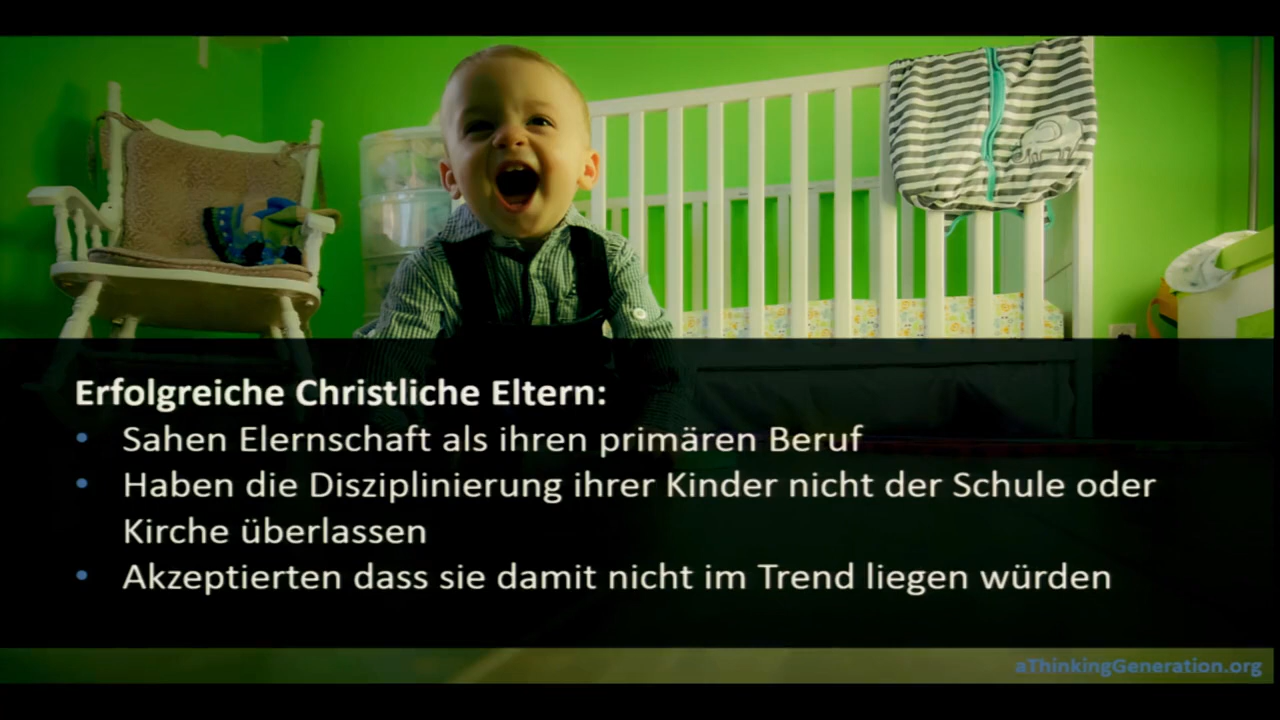 Erfolgreiche Christliche Eltern:
• Sahen Elernschaft als ihren primären Beruf
• Haben die Disziplinierung ihrer Kinder nicht der Schule oder
Kirche überlassen
• Akzeptierten dass sie damit nicht im Trend liegen würden
aThinkingGeneration.org